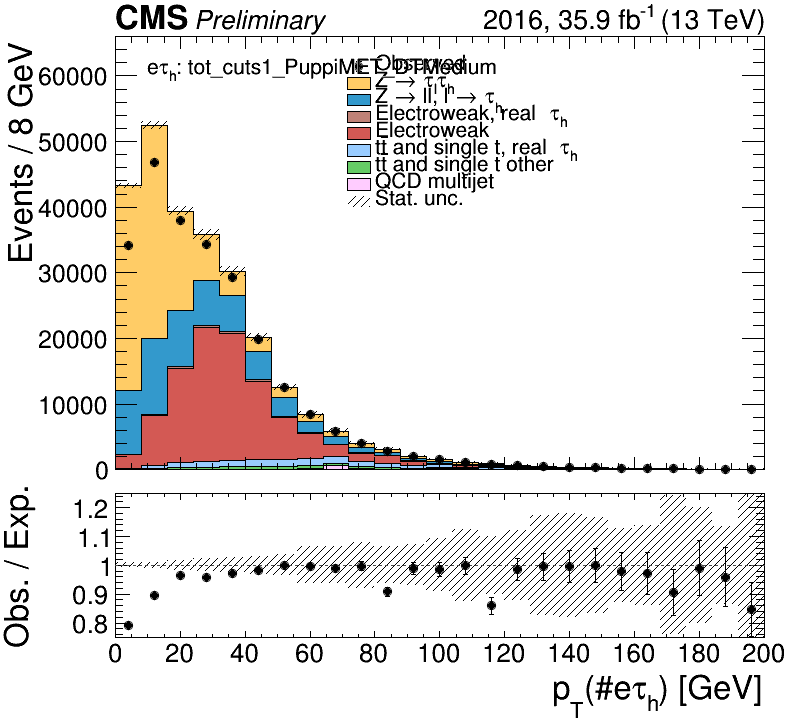 CMS Preliminary 2016, 35.9 fb-1 (13 TeV)
Events / 8 GeV
60000
50000
40000
30000
20000
10000
0
eτh: tot_cuts1_PuppiMET_DTMedium
Observed
Z → τlτh
Z → ll, l → τh
Electroweak, real τh
Electroweak
tt and single t, real τh
tt and single t other
QCD multijet
Stat. unc.
Obs. / Exp.
1.2
1.1
1
0.9
0.8
0 20 40 60 80 100 120 140 160 180 200
pT(#eτh) [GeV]